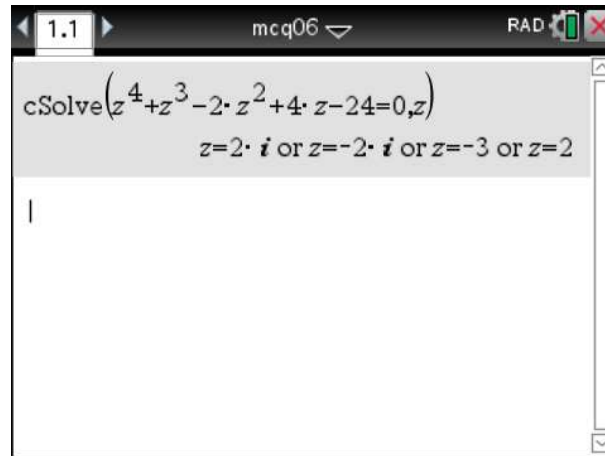 1.1 mcq06 RAD
cSolve(z^4+z^3-2·z^2+4·z-24=0,z)
z=2·i or z=-2·i or z=-3 or z=2